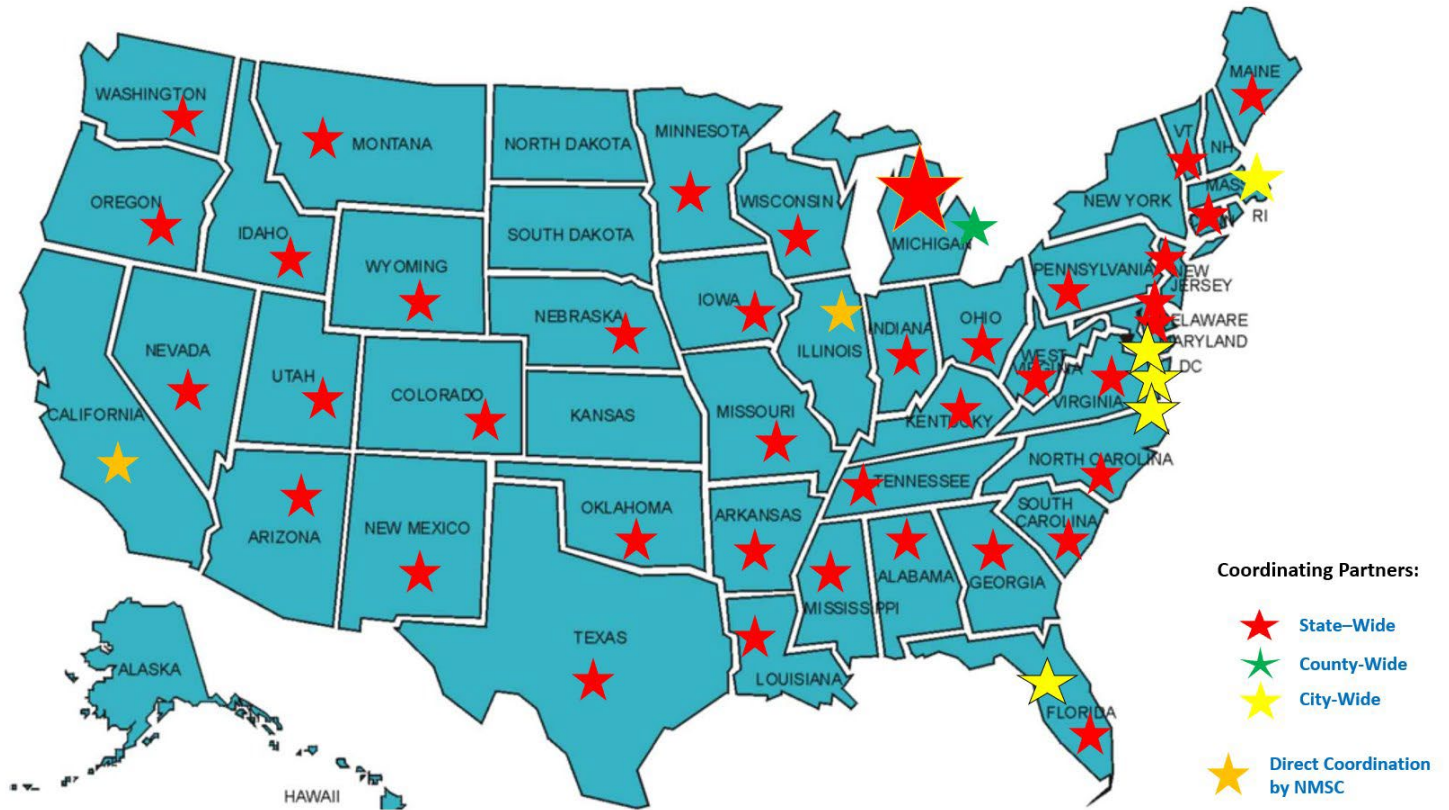 WASHINGTON
MONTANA
NORTH DAKOTA
MINNESOTA
MAINE
VT
NH
OREGON
IDAHO
WYOMING
SOUTH DAKOTA
WISCONSIN
MICHIGAN
NEW YORK
MASS
RI
NEVADA
UTAH
COLORADO
NEBRASKA
IOWA
ILLINOIS
INDIANA
OHIO
PENNSYLVANIA
NEW
JERSEY
ELAWARE
ARYLAND
DC
CALIFORNIA
KANSAS
MISSOURI
KENTUCKY
WEST
VIRGINIA
VIRGINIA
ARIZONA
NEW MEXICO
OKLAHOMA
ARKANSAS
TENNESSEE
NORTH CAROLINA
SOUTH
CAROLINA
MISSISSIPPI
ALABAMA
GEORGIA
TEXAS
LOUISIANA
FLORIDA
ALASKA
HAWAII
Coordinating Partners:
State–Wide
County-Wide
City-Wide
Direct Coordination
by NMSC